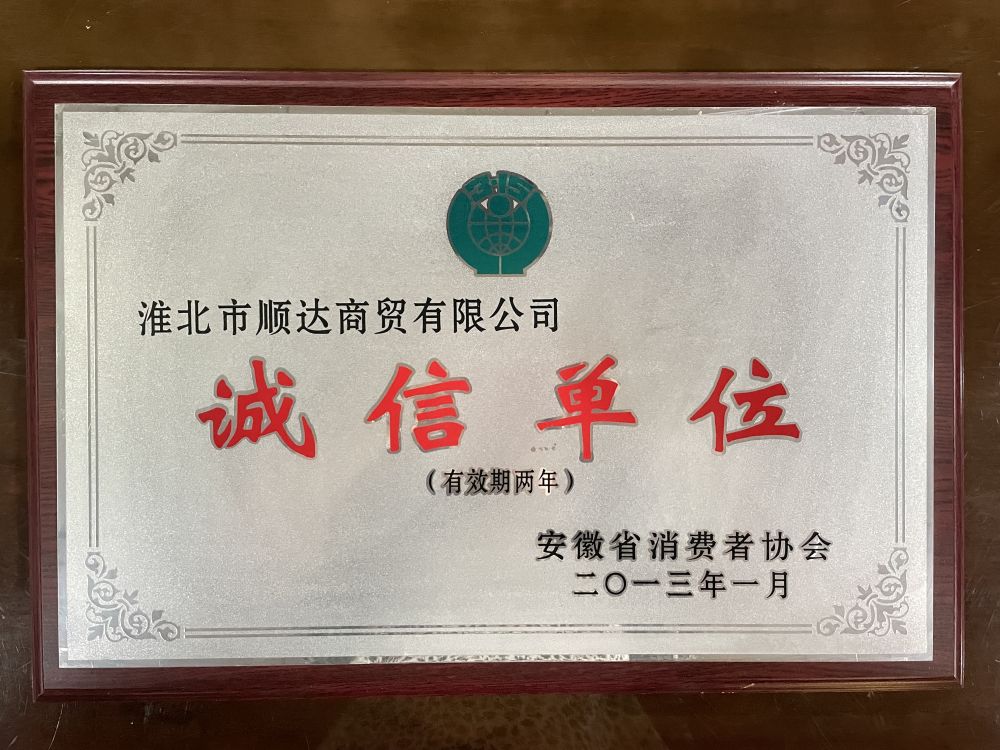 淮北市顺达商贸有限公司
诚信单位
（有效期两年）
安徽省消费者协会
二〇一三年一月